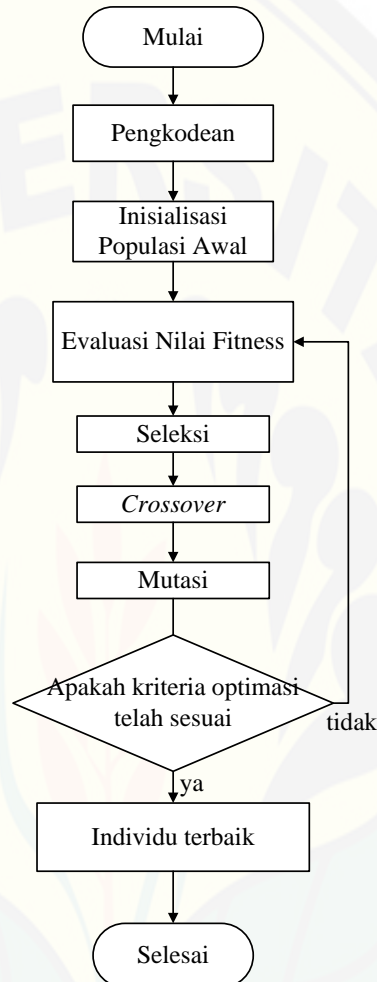 Mulai
Pengkodean
Inisialisasi
Populasi Awal
Evaluasi Nilai Fitness
Seleksi
Crossover
Mutasi
Apakah kriteria optimasi
telah sesuai
tidak
ya
Individu terbaik
Selesai